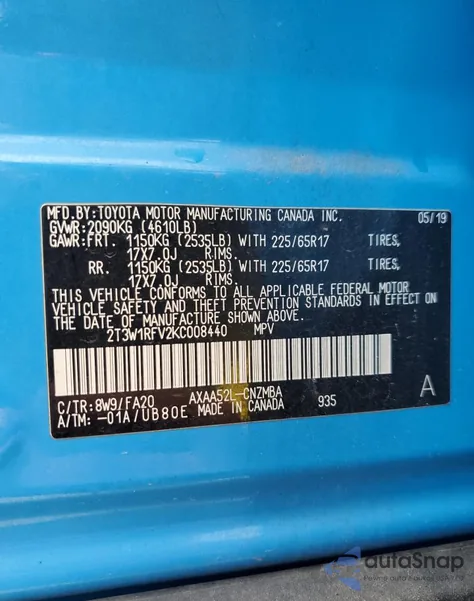 MFD.BY:TOYOTA MOTOR MANUFACTURING CANADA INC. 05/19
GVWR:2090KG (4610LB)
GAWR:FRT. 1150KG (2535LB) WITH 225/65R17 TIRES,
17X7.0J RIMS.
RR. 1150KG (2535LB) WITH 225/65R17 TIRES,
17X7.0J RIMS.
THIS VEHICLE CONFORMS TO ALL APPLICABLE FEDERAL MOTOR
VEHICLE SAFETY AND THEFT PREVENTION STANDARDS IN EFFECT ON
THE DATE OF MANUFACTURE SHOWN ABOVE.
2T3W1RFV2KC008440 MPV
C/TR:8W9/FA20 AXAA52L-CNZMBA
A/TM:-01A/UB80E MADE IN CANADA 935 A
autoSnap